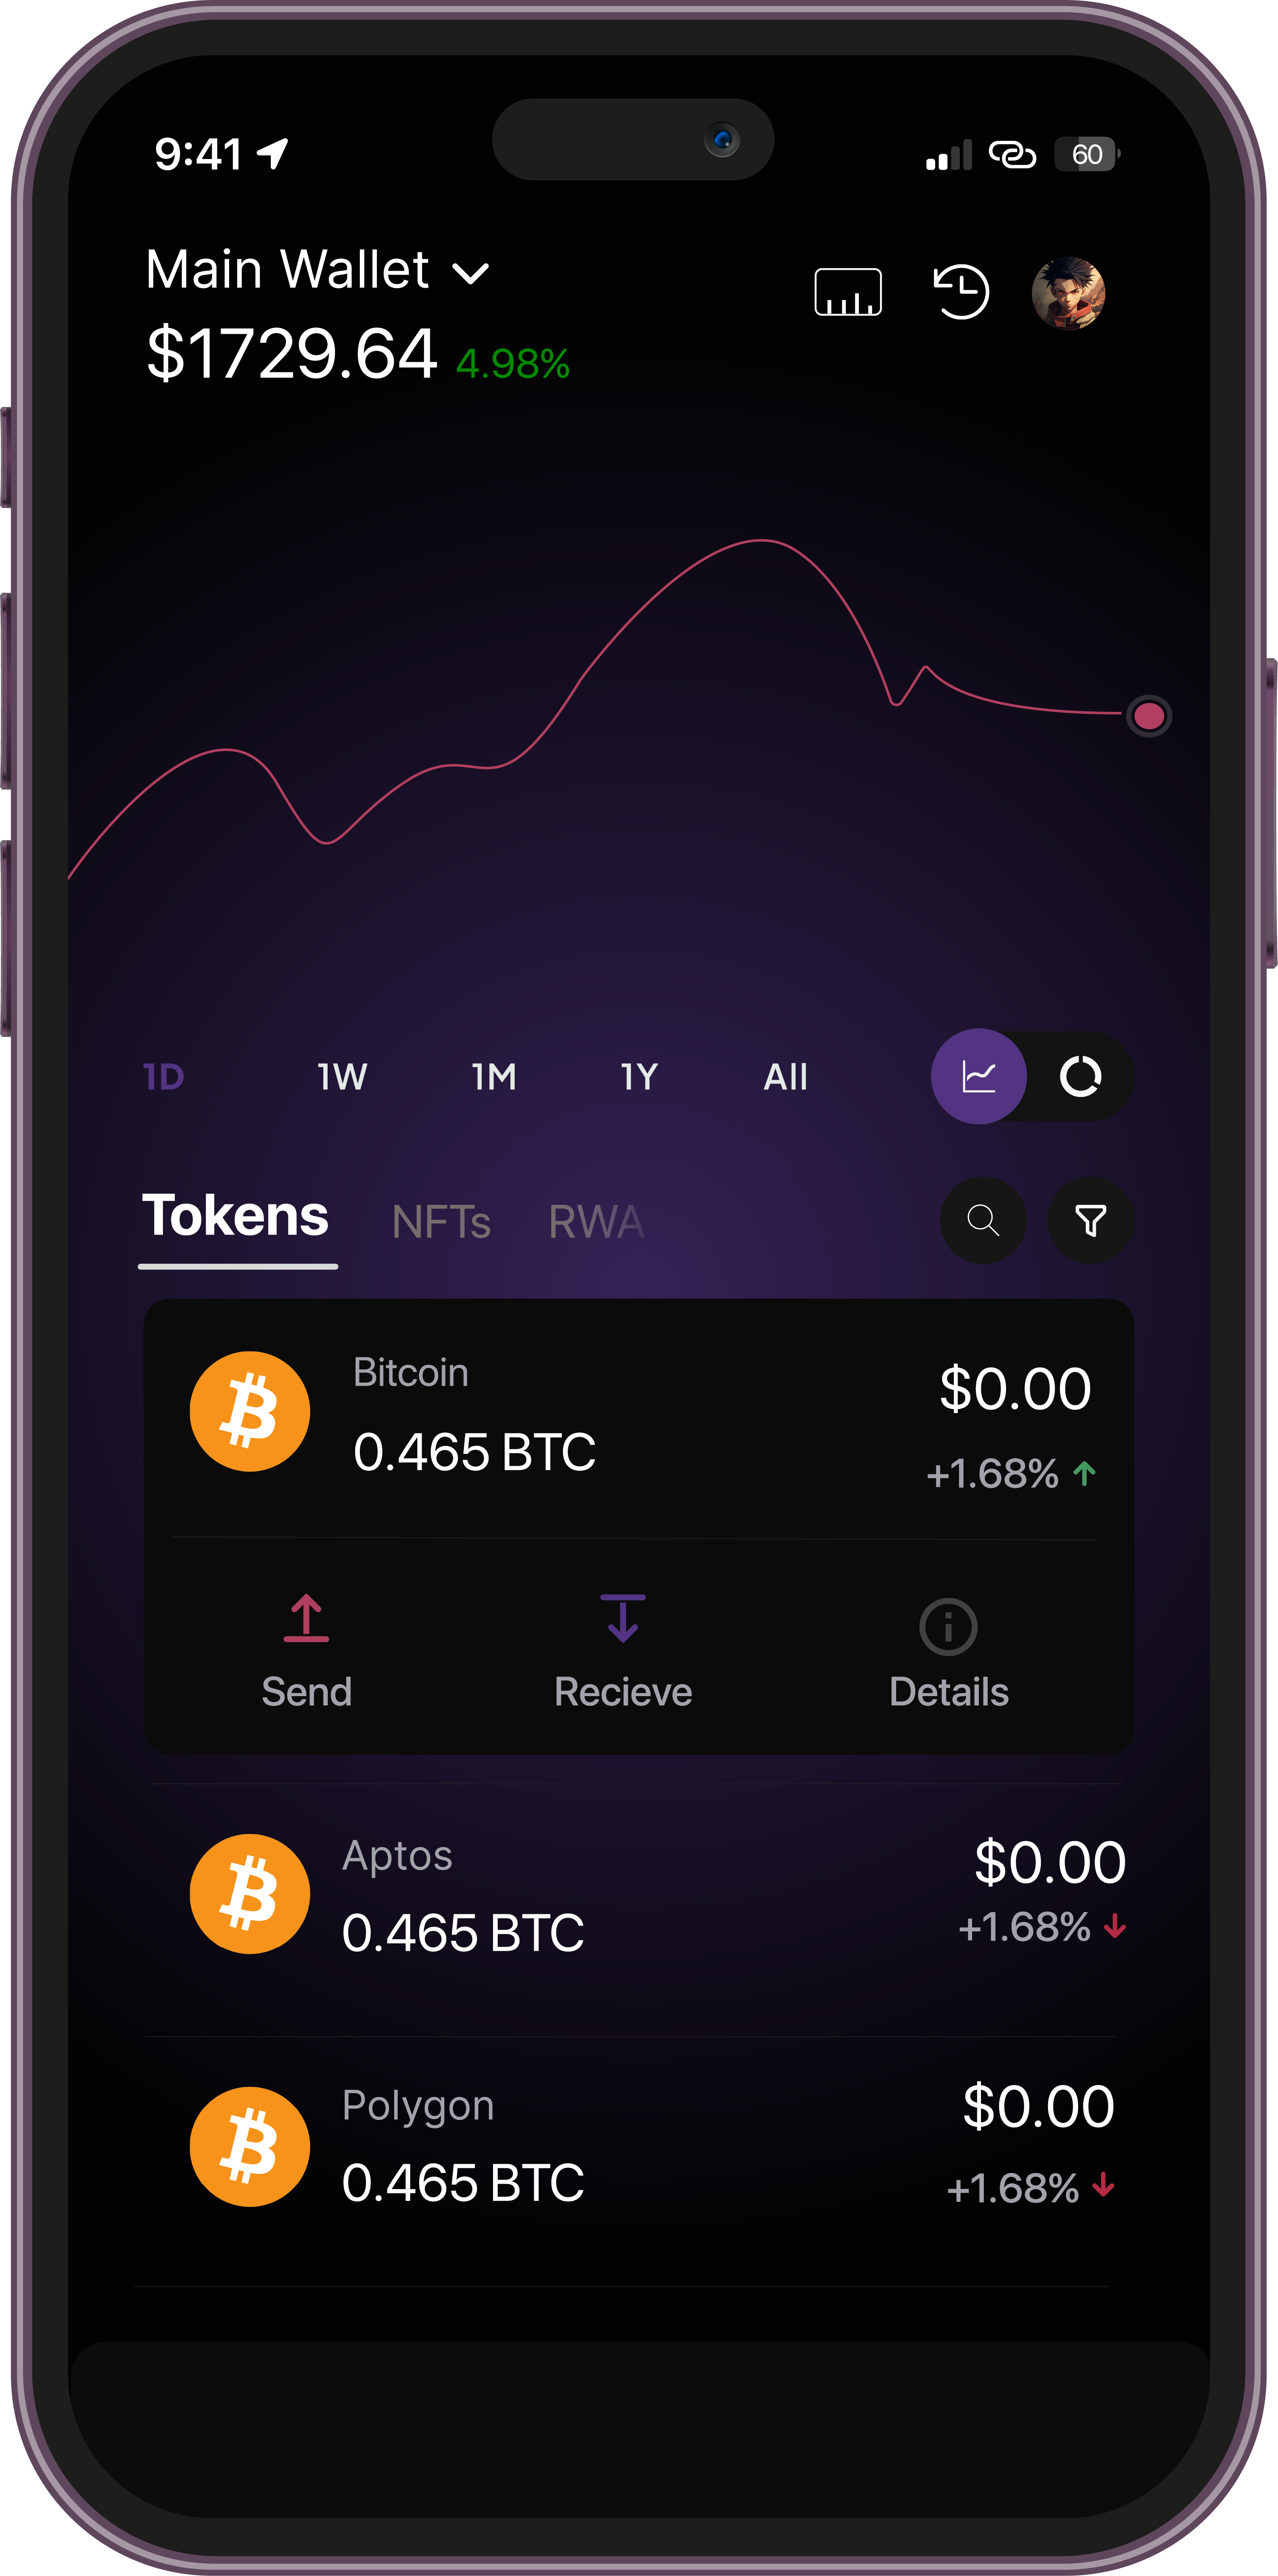 9:41
60
Main Wallet
$1729.64 4.98%
1D 1W 1M 1Y All
Tokens NFTs RWA
Bitcoin
$0.00
0.465 BTC
+1.68%
Send Recieve Details
Aptos
$0.00
0.465 BTC
+1.68%
Polygon
$0.00
0.465 BTC
+1.68%